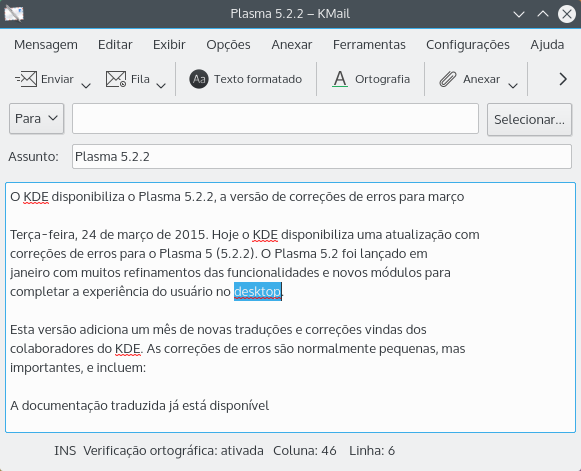 Plasma 5.2.2 – KMail
Mensagem Editar Exibir Opções Anexar Ferramentas Configurações Ajuda
Enviar Fila Aa Texto formatado A Ortografia Anexar
Para Selecionar...
Assunto: Plasma 5.2.2
O KDE disponibiliza o Plasma 5.2.2, a versão de correções de erros para março
Terça-feira, 24 de março de 2015. Hoje o KDE disponibiliza uma atualização com
correções de erros para o Plasma 5 (5.2.2). O Plasma 5.2 foi lançado em
janeiro com muitos refinamentos das funcionalidades e novos módulos para
completar a experiência do usuário no desktop.
Esta versão adiciona um mês de novas traduções e correções vindas dos
colaboradores do KDE. As correções de erros são normalmente pequenas, mas
importantes, e incluem:
A documentação traduzida já está disponível
INS Verificação ortográfica: ativada Coluna: 46 Linha: 6